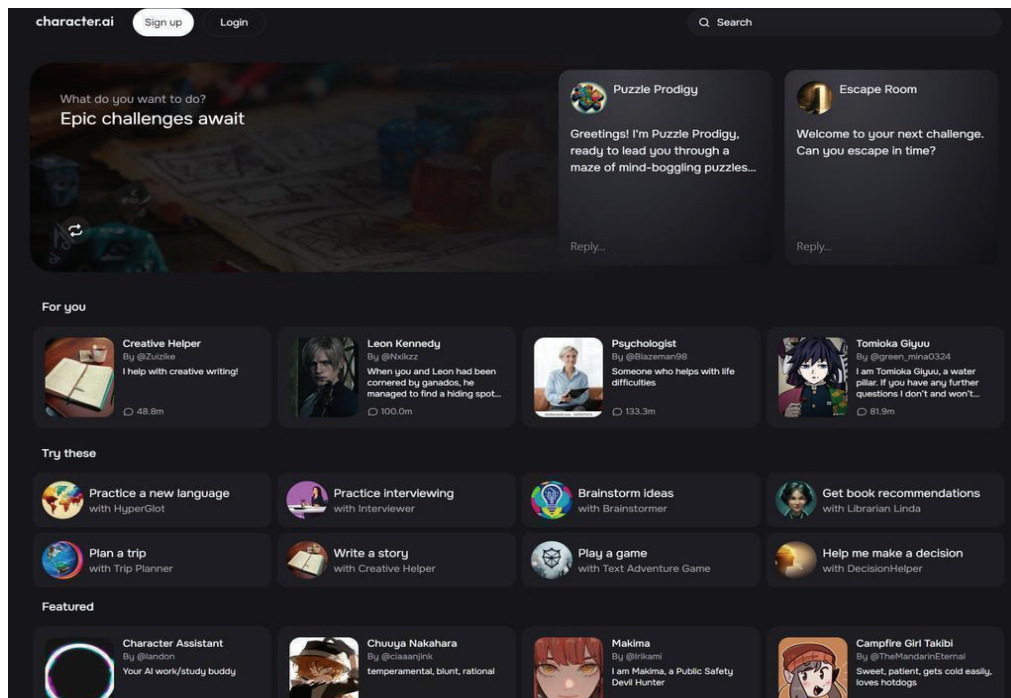 character.ai
Sign up
Login
Search
What do you want to do?
Epic challenges await
Puzzle Prodigy
Greetings! I'm Puzzle Prodigy,
ready to lead you through a
maze of mind-boggling puzzles...
Reply...
Escape Room
Welcome to your next challenge.
Can you escape in time?
Reply...
For you
Creative Helper
By @Zuizike
I help with creative writing!
48.8m
Leon Kennedy
By @Nxikzz
When you and Leon had been
cornered by ganados, he
managed to find a hiding spot...
100.0m
Psychologist
By @Blazeman98
Someone who helps with life
difficulties
133.3m
Tomioka Giyuu
By @green_mina0324
I am Tomioka Giyuu, a water
pillar. If you have any further
questions I don't and won't...
81.9m
Try these
Practice a new language
with HyperGlot
Practice interviewing
with Interviewer
Brainstorm ideas
with Brainstormer
Get book recommendations
with Librarian Linda
Plan a trip
with Trip Planner
Write a story
with Creative Helper
Play a game
with Text Adventure Game
Help me make a decision
with DecisionHelper
Featured
Character Assistant
By @landon
Your AI work/study buddy
Chuuya Nakahara
By @ciaaanjink
temperamental, blunt, rational
Makima
By @Irikami
I am Makima, a Public Safety
Devil Hunter
Campfire Girl Takibi
By @TheMandarinEternal
Sweet, patient, gets cold easily,
loves hotdogs